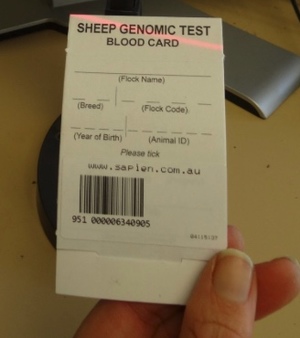 SHEEP GENOMIC TEST
BLOOD CARD
(Flock Name)
(Breed) (Flock Code)
(Year of Birth) (Animal ID)
Please tick
www.saplen.com.au
951 000006340905